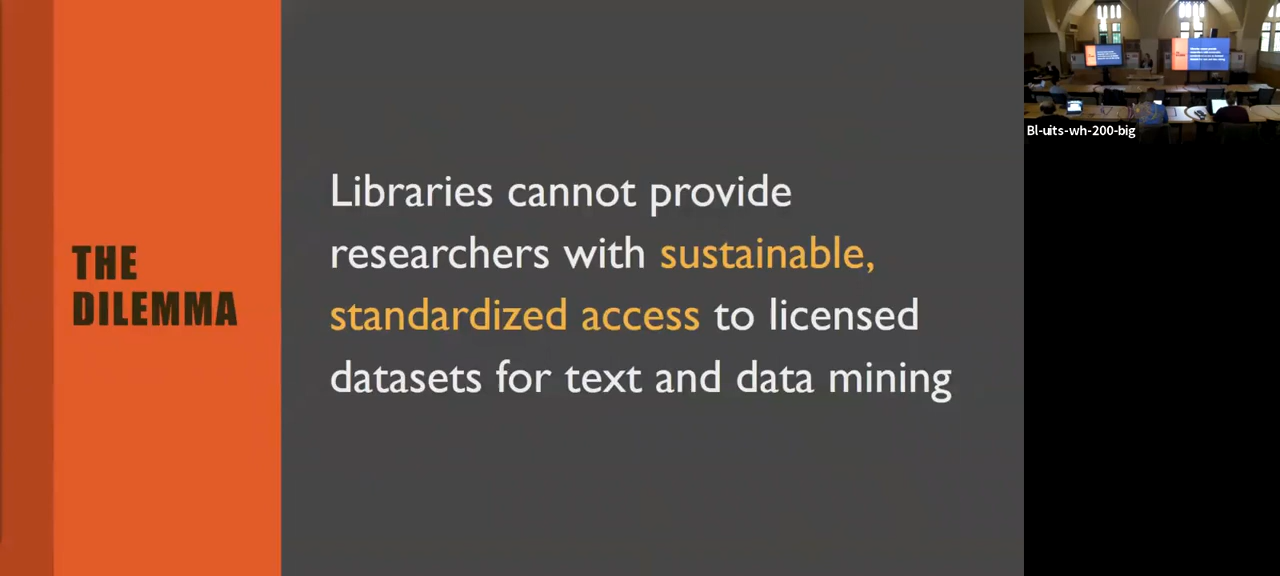 THE
DILEMMA
Libraries cannot provide
researchers with sustainable,
standardized access to licensed
datasets for text and data mining
Bl-uits-wh-200-big